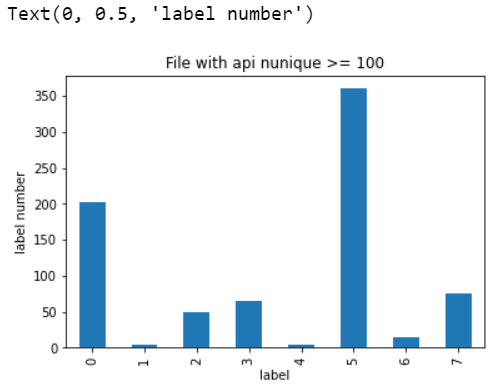 Text(0, 0.5, 'label number')
File with api nunique >= 100
350
300
250
200
150
100
50
0
label number
0 1 2 3 4 5 6 7
label